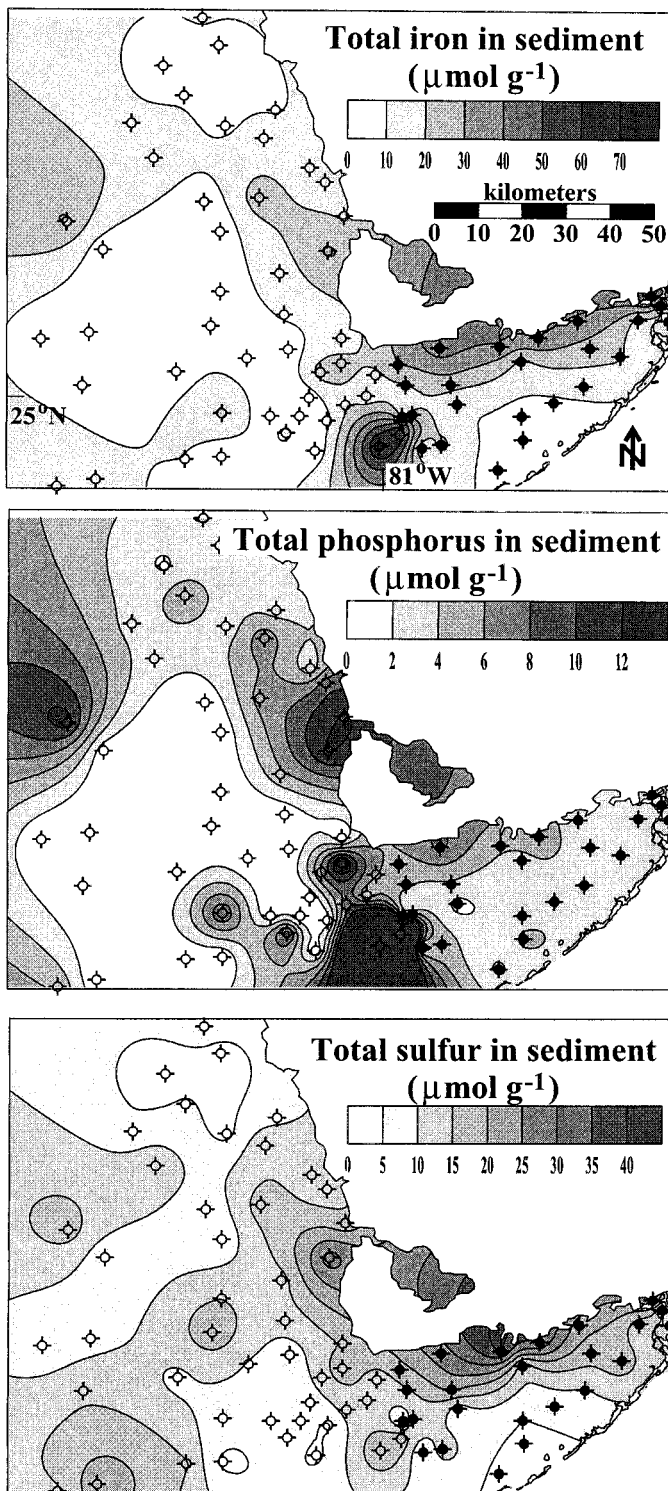 Total iron in sediment
(μmol g-1)
0 10 20 30 40 50 60 70
kilometers
0 10 20 30 40 50
25°N
81°W
N
Total phosphorus in sediment
(μmol g-1)
0 2 4 6 8 10 12
Total sulfur in sediment
(μmol g-1)
0 5 10 15 20 25 30 35 40